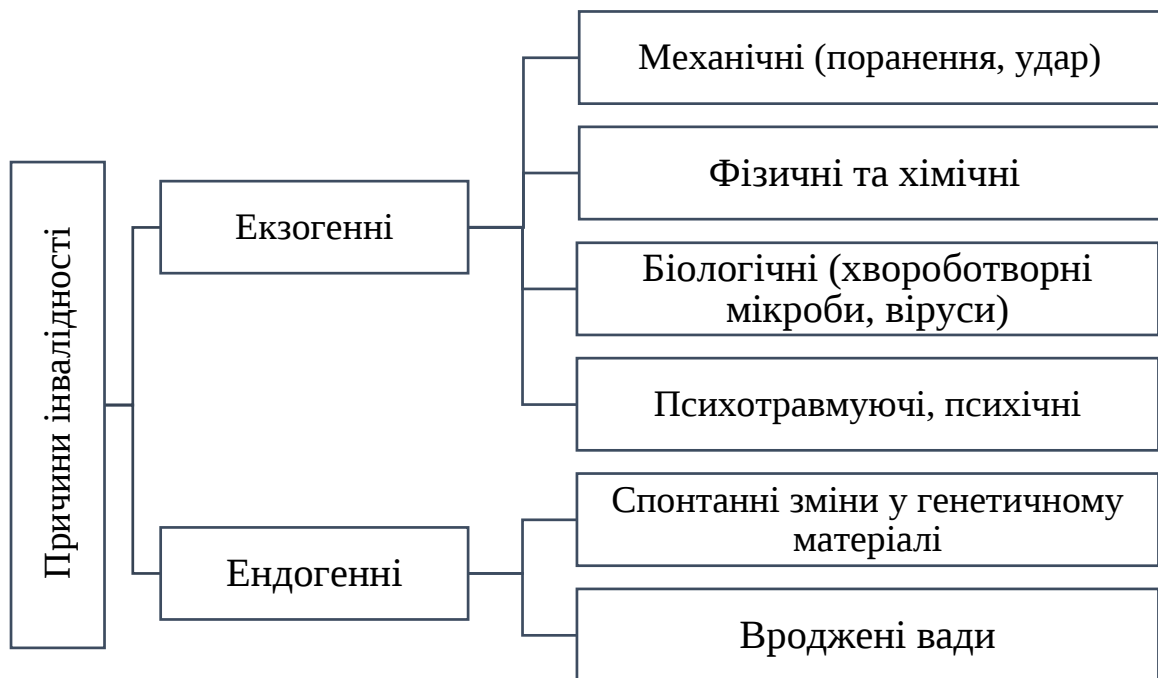 Причини інвалідності
Екзогенні
Механічні (поранення, удар)
Фізичні та хімічні
Біологічні (хвороботворні
мікроби, віруси)
Психотравмуючі, психічні
Ендогенні
Спонтанні зміни у генетичному
матеріалі
Вроджені вади